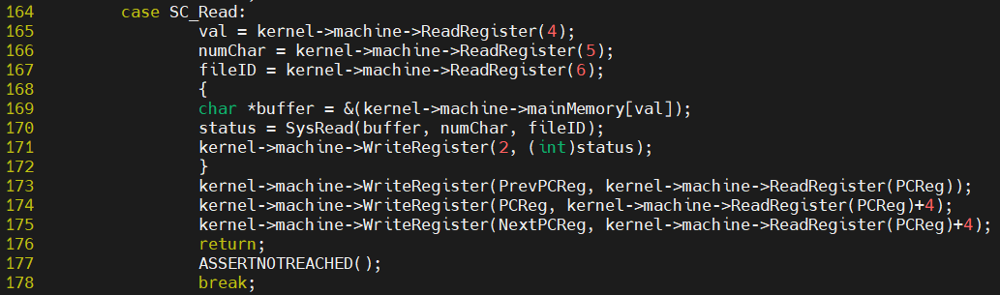 164 case SC_Read:
165 val = kernel->machine->ReadRegister(4);
166 numChar = kernel->machine->ReadRegister(5);
167 fileID = kernel->machine->ReadRegister(6);
168 {
169 char *buffer = &(kernel->machine->mainMemory[val]);
170 status = SysRead(buffer, numChar, fileID);
171 kernel->machine->WriteRegister(2, (int)status);
172 }
173 kernel->machine->WriteRegister(PrevPCReg, kernel->machine->ReadRegister(PCReg));
174 kernel->machine->WriteRegister(PCReg, kernel->machine->ReadRegister(PCReg)+4);
175 kernel->machine->WriteRegister(NextPCReg, kernel->machine->ReadRegister(PCReg)+4);
176 return;
177 ASSERTNOTREACHED();
178 break;